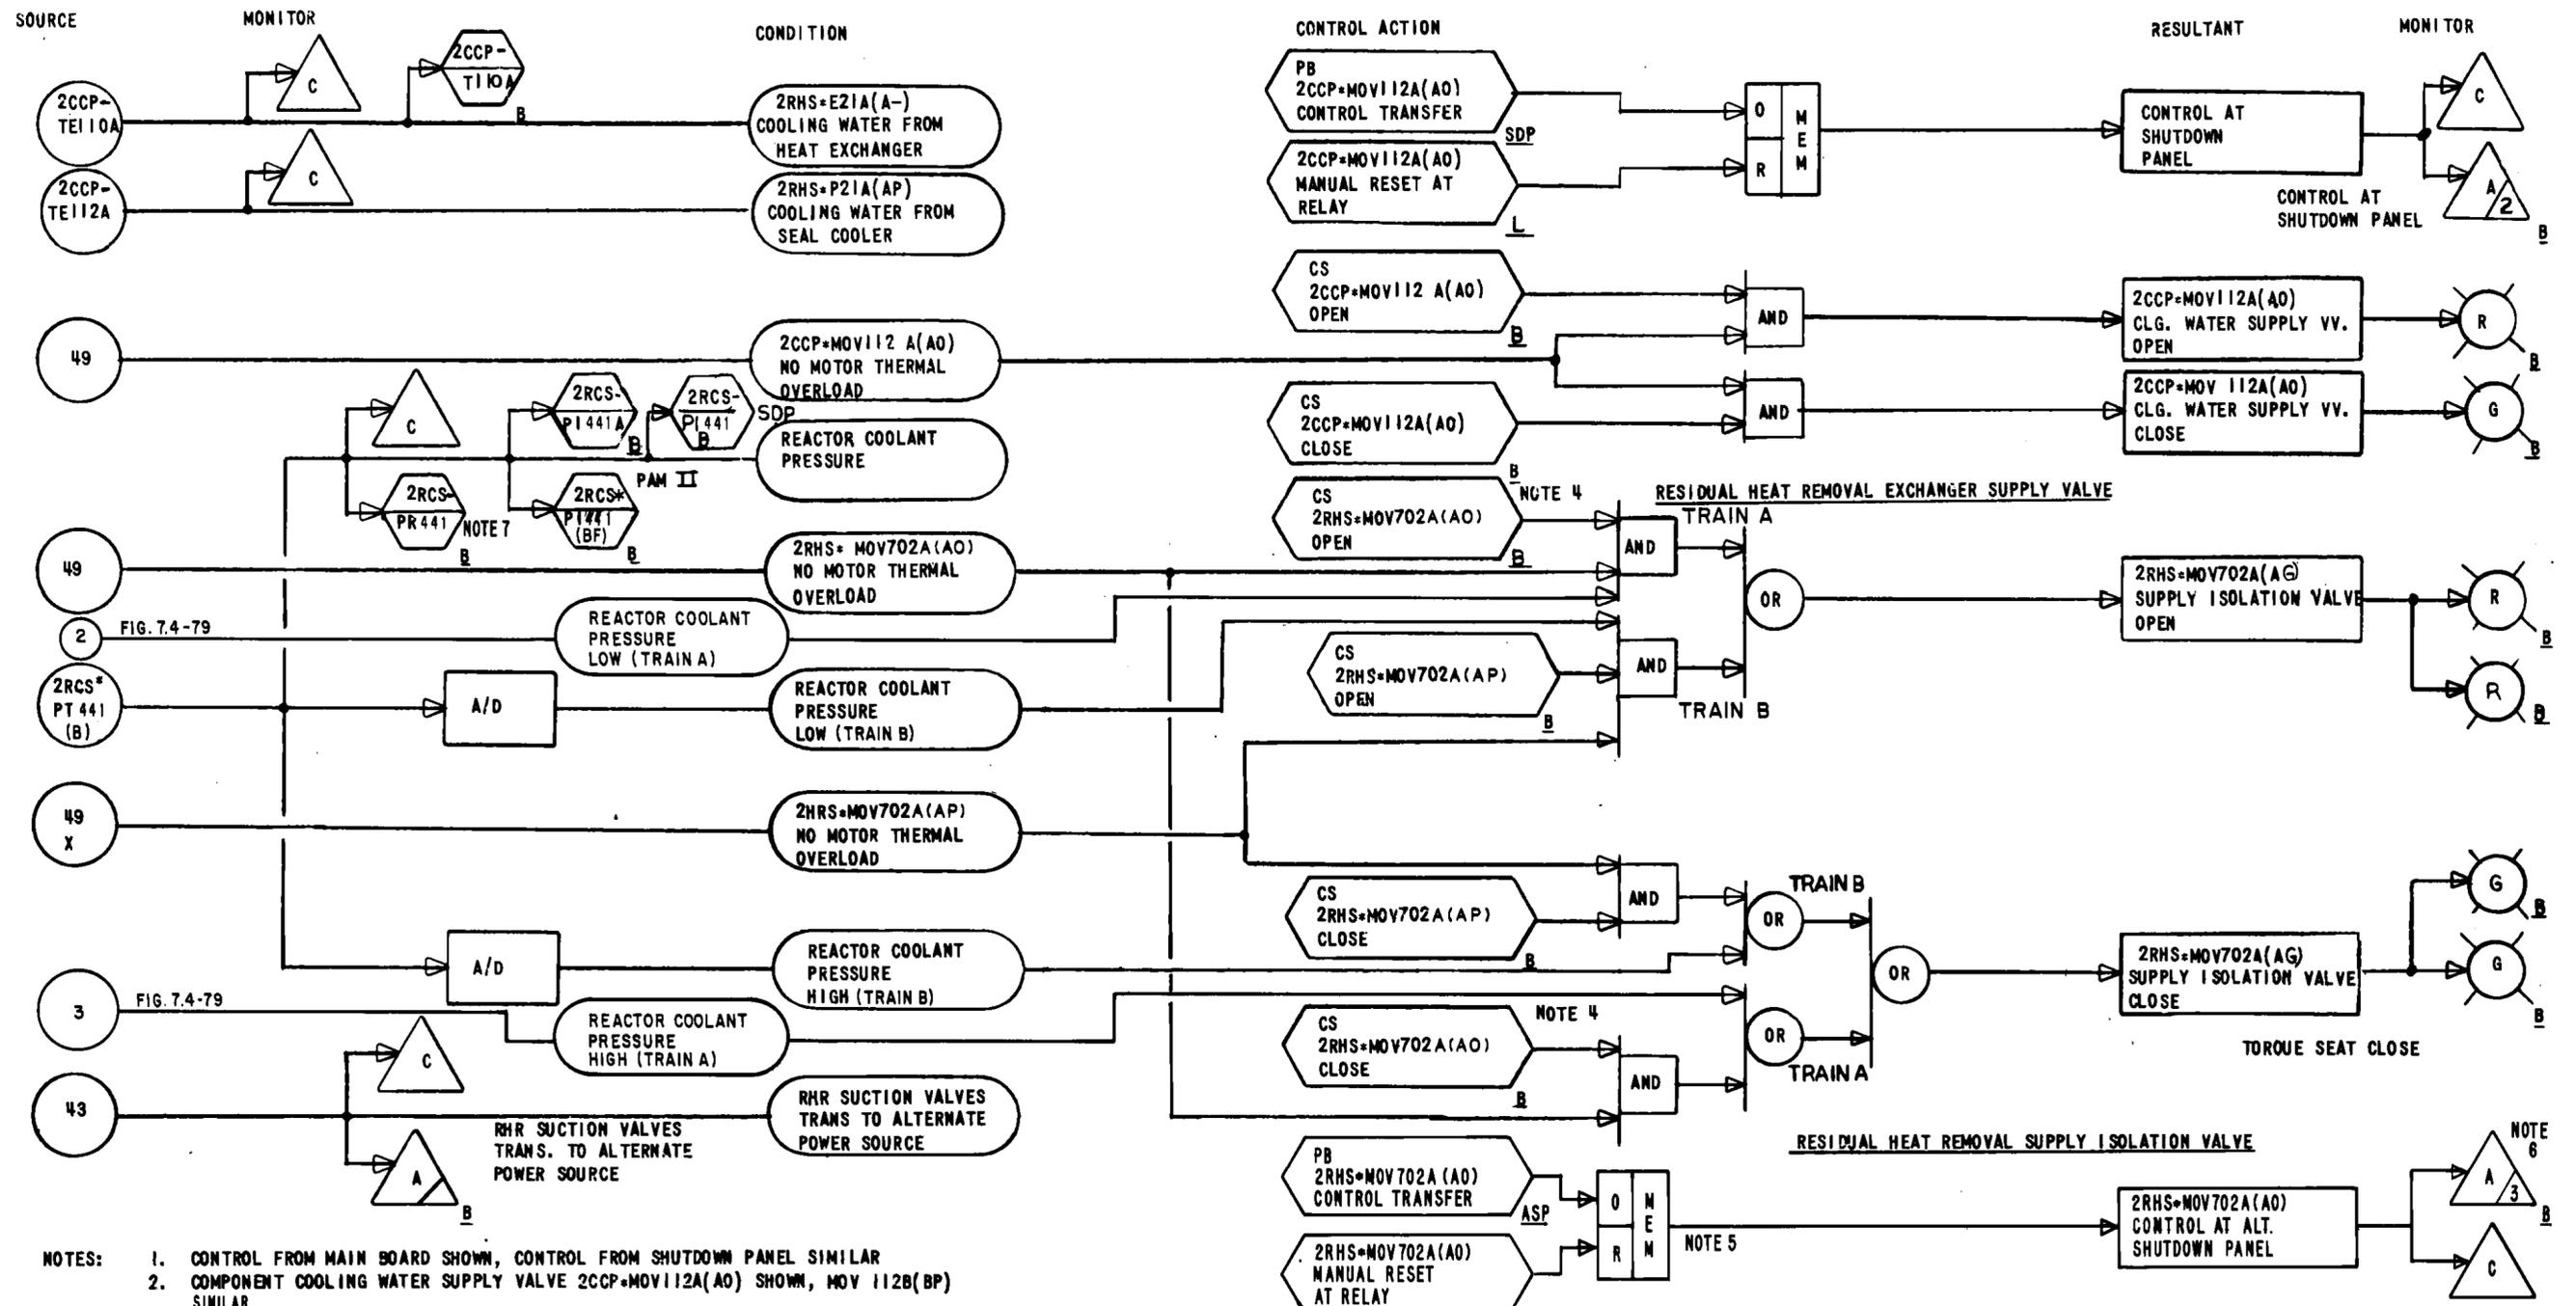 SOURCE
MONITOR
CONDITION
CONTROL ACTION
RESULTANT
MONITOR
2CCP-
TE110A
C
2CCP-
T110A
B
2RHS*E21A(A-)
COOLING WATER FROM
HEAT EXCHANGER
PB
2CCP*MOV112A(AO)
CONTROL TRANSFER
SDP
O
R
M
E
M
CONTROL AT
SHUTDOWN
PANEL
C
A
2
B
CONTROL AT
SHUTDOWN PANEL
2CCP-
TE112A
C
2RHS*P21A(AP)
COOLING WATER FROM
SEAL COOLER
2CCP*MOV112A(AO)
MANUAL RESET AT
RELAY
L
CS
2CCP*MOV112 A(AO)
OPEN
B
AND
2CCP*MOV112A(AO)
CLG. WATER SUPPLY VV.
OPEN
R
B
49
2CCP*MOV112 A(AO)
NO MOTOR THERMAL
OVERLOAD
CS
2CCP*MOV112A(AO)
CLOSE
B
AND
2CCP*MOV 112A(AO)
CLG. WATER SUPPLY VV.
CLOSE
G
B
C
2RCS-
PI441A
B
2RCS-
PI441
B
SDP
REACTOR COOLANT
PRESSURE
2RCS-
PR441
NOTE 7
B
2RCS*
PI441
(BF)
B
PAM II
RESIDUAL HEAT REMOVAL EXCHANGER SUPPLY VALVE
CS
2RHS*MOV702A(AO)
OPEN
B
NOTE 4
AND
TRAIN A
49
2RHS* MOV702A(AO)
NO MOTOR THERMAL
OVERLOAD
OR
2RHS*MOV702A(AG)
SUPPLY ISOLATION VALVE
OPEN
R
B
R
B
2
FIG. 7.4-79
REACTOR COOLANT
PRESSURE
LOW (TRAIN A)
CS
2RHS*MOV702A(AP)
OPEN
B
AND
TRAIN B
2RCS*
PT 441
(B)
A/D
REACTOR COOLANT
PRESSURE
LOW (TRAIN B)
49
X
2HRS*MOV702A(AP)
NO MOTOR THERMAL
OVERLOAD
CS
2RHS*MOV702A(AP)
CLOSE
B
AND
OR
TRAIN B
G
B
A/D
REACTOR COOLANT
PRESSURE
HIGH (TRAIN B)
OR
2RHS*MOV702A(AG)
SUPPLY ISOLATION VALVE
CLOSE
G
B
TORQUE SEAT CLOSE
3
FIG. 7.4-79
REACTOR COOLANT
PRESSURE
HIGH (TRAIN A)
CS
2RHS*MOV702A(AO)
CLOSE
B
NOTE 4
AND
OR
TRAIN A
43
C
A
B
RHR SUCTION VALVES
TRANS. TO ALTERNATE
POWER SOURCE
RHR SUCTION VALVES
TRANS TO ALTERNATE
POWER SOURCE
RESIDUAL HEAT REMOVAL SUPPLY ISOLATION VALVE
PB
2RHS*MOV702A (AO)
CONTROL TRANSFER
ASP
2RHS*MOV702A(AO)
MANUAL RESET
AT RELAY
O
R
M
E
M
NOTE 5
2RHS*MOV702A(AO)
CONTROL AT ALT.
SHUTDOWN PANEL
NOTE
6
A
3
B
C
NOTES: 1. CONTROL FROM MAIN BOARD SHOWN, CONTROL FROM SHUTDOWN PANEL SIMILAR
2. COMPONENT COOLING WATER SUPPLY VALVE 2CCP*MOV112A(AO) SHOWN, MOV 112B(BP)
SIMILAR